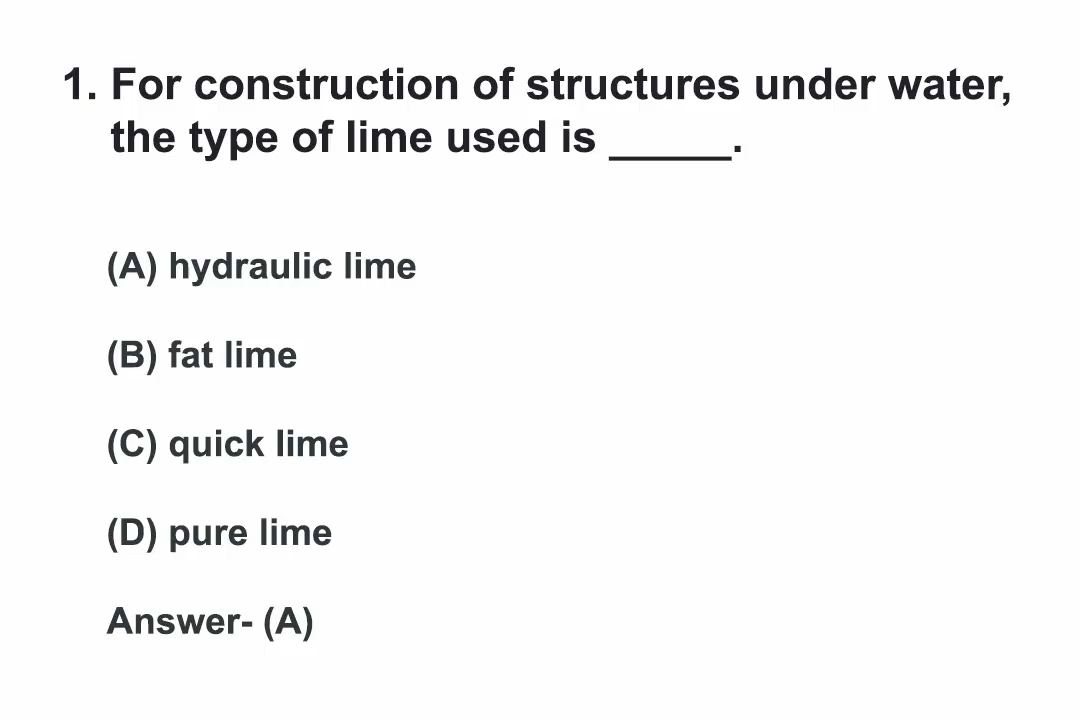 1. For construction of structures under water,
the type of lime used is _____.
(A) hydraulic lime
(B) fat lime
(C) quick lime
(D) pure lime
Answer- (A)